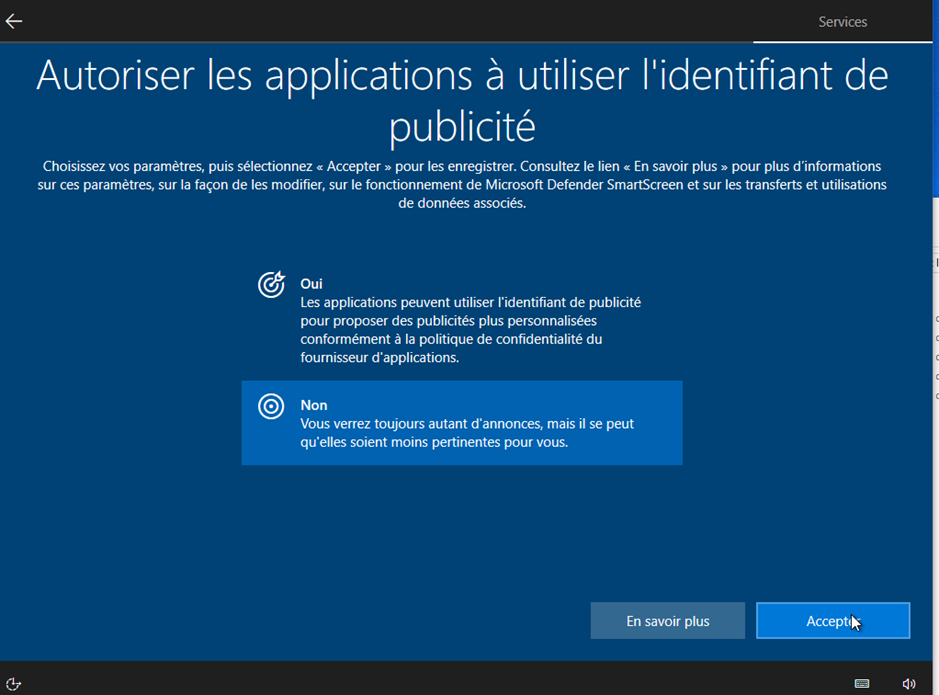 Services
Autoriser les applications à utiliser l'identifiant de
publicité
Choisissez vos paramètres, puis sélectionnez « Accepter » pour les enregistrer. Consultez le lien « En savoir plus » pour plus d'informations
sur ces paramètres, sur la façon de les modifier, sur le fonctionnement de Microsoft Defender SmartScreen et sur les transferts et utilisations
de données associés.
Oui
Les applications peuvent utiliser l'identifiant de publicité
pour proposer des publicités plus personnalisées
conformément à la politique de confidentialité du
fournisseur d'applications.
Non
Vous verrez toujours autant d'annonces, mais il se peut
qu'elles soient moins pertinentes pour vous.
En savoir plus
Accepter